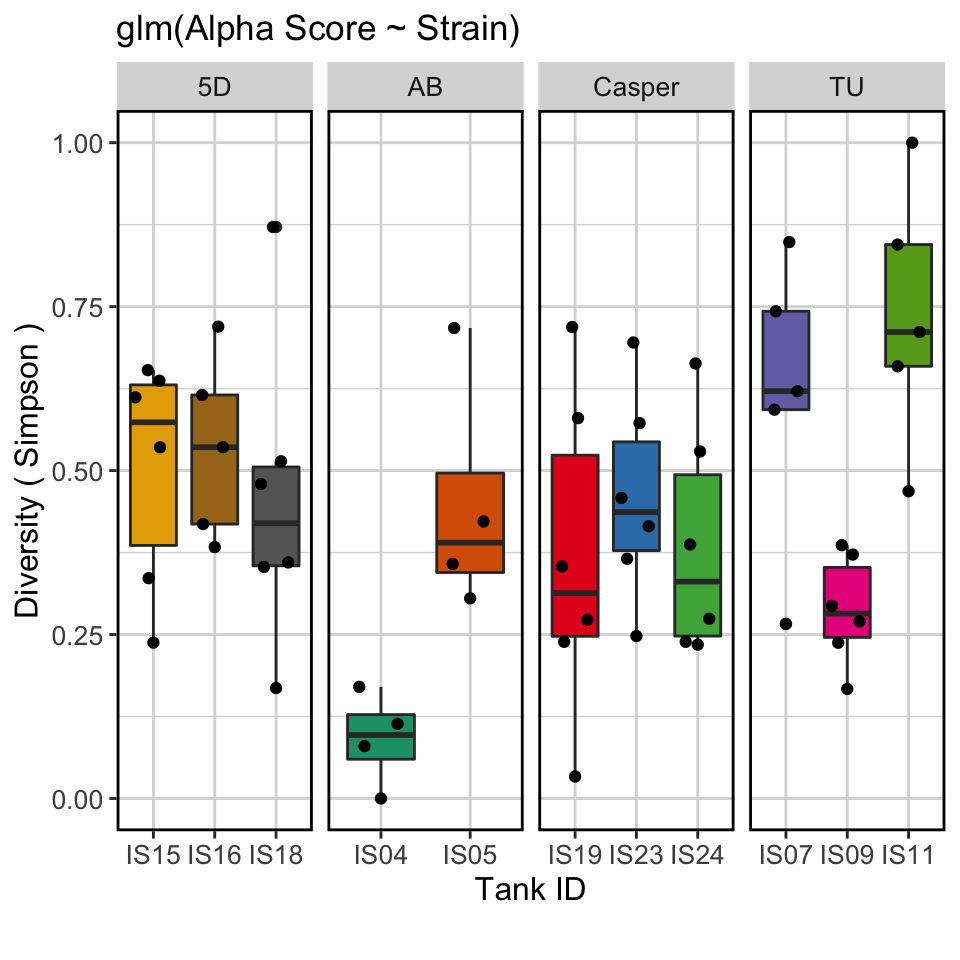 glm(Alpha Score ~ Strain)
5D AB Casper TU
1.00
0.75
0.50
0.25
0.00
Diversity ( Simpson )
IS15 IS16 IS18 IS04 IS05 IS19 IS23 IS24 IS07 IS09 IS11
Tank ID